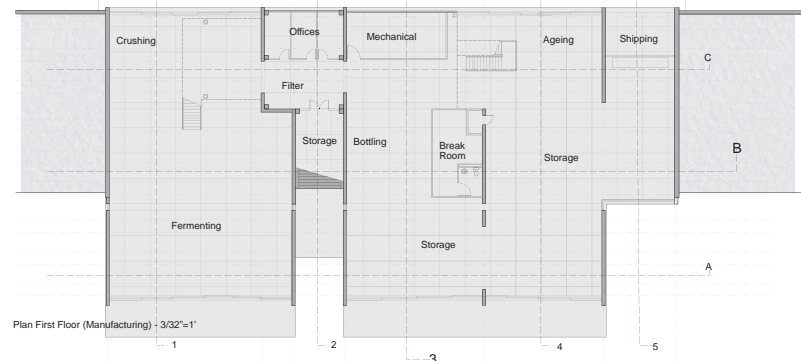 Crushing
Offices
Mechanical
Ageing
Shipping
C
Filter
Storage
Bottling
Break
Room
Storage
B
Fermenting
Storage
A
Plan First Floor (Manufacturing) - 3/32"=1'
1
2
3
4
5